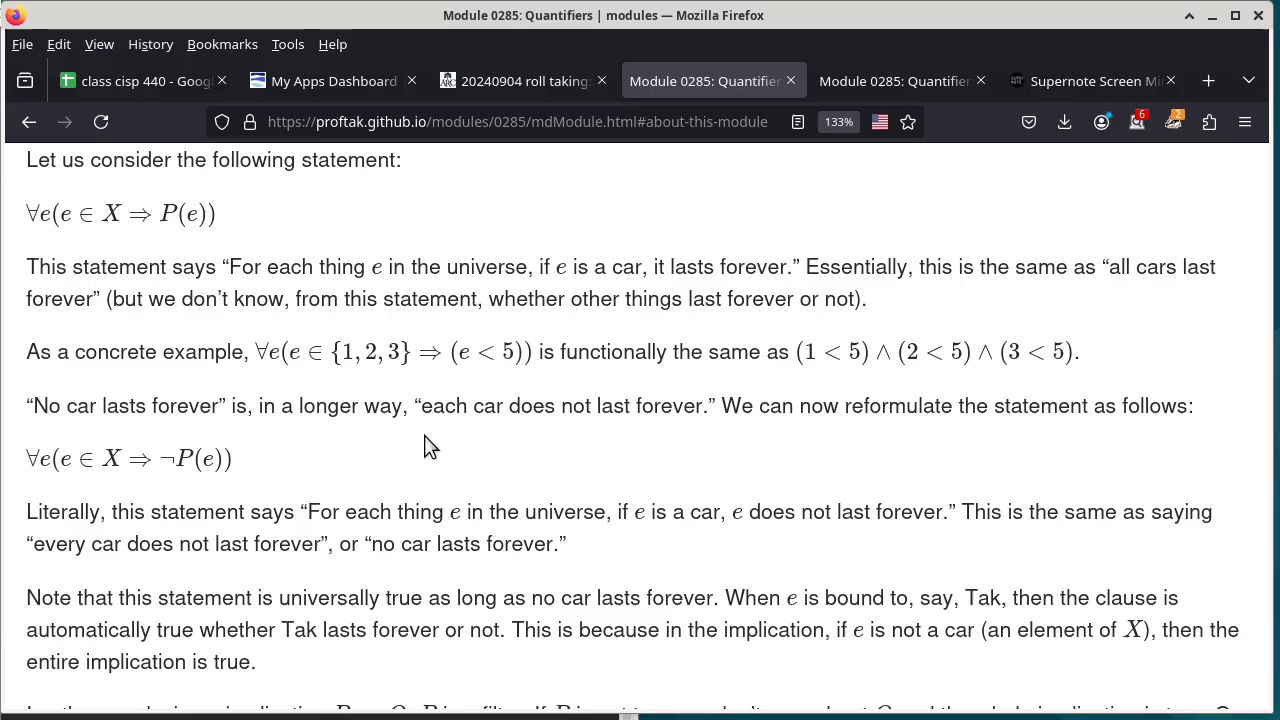 Module 0285: Quantifiers | modules — Mozilla Firefox
File Edit View History Bookmarks Tools Help
class cisp 440 - Googl My Apps Dashboard 20240904 roll taking: Module 0285: Quantifier Module 0285: Quantifier Supernote Screen Mi
https://proftak.github.io/modules/0285/mdModule.html#about-this-module 133% 6 2
Let us consider the following statement:
∀e(e ∈ X ⇒ P(e))
This statement says “For each thing e in the universe, if e is a car, it lasts forever.” Essentially, this is the same as “all cars last
forever” (but we don’t know, from this statement, whether other things last forever or not).
As a concrete example, ∀e(e ∈ {1, 2, 3} ⇒ (e < 5)) is functionally the same as (1 < 5) ∧ (2 < 5) ∧ (3 < 5).
“No car lasts forever” is, in a longer way, “each car does not last forever.” We can now reformulate the statement as follows:
∀e(e ∈ X ⇒ ¬P(e))
Literally, this statement says “For each thing e in the universe, if e is a car, e does not last forever.” This is the same as saying
“every car does not last forever”, or “no car lasts forever.”
Note that this statement is universally true as long as no car lasts forever. When e is bound to, say, Tak, then the clause is
automatically true whether Tak lasts forever or not. This is because in the implication, if e is not a car (an element of X), then the
entire implication is true.